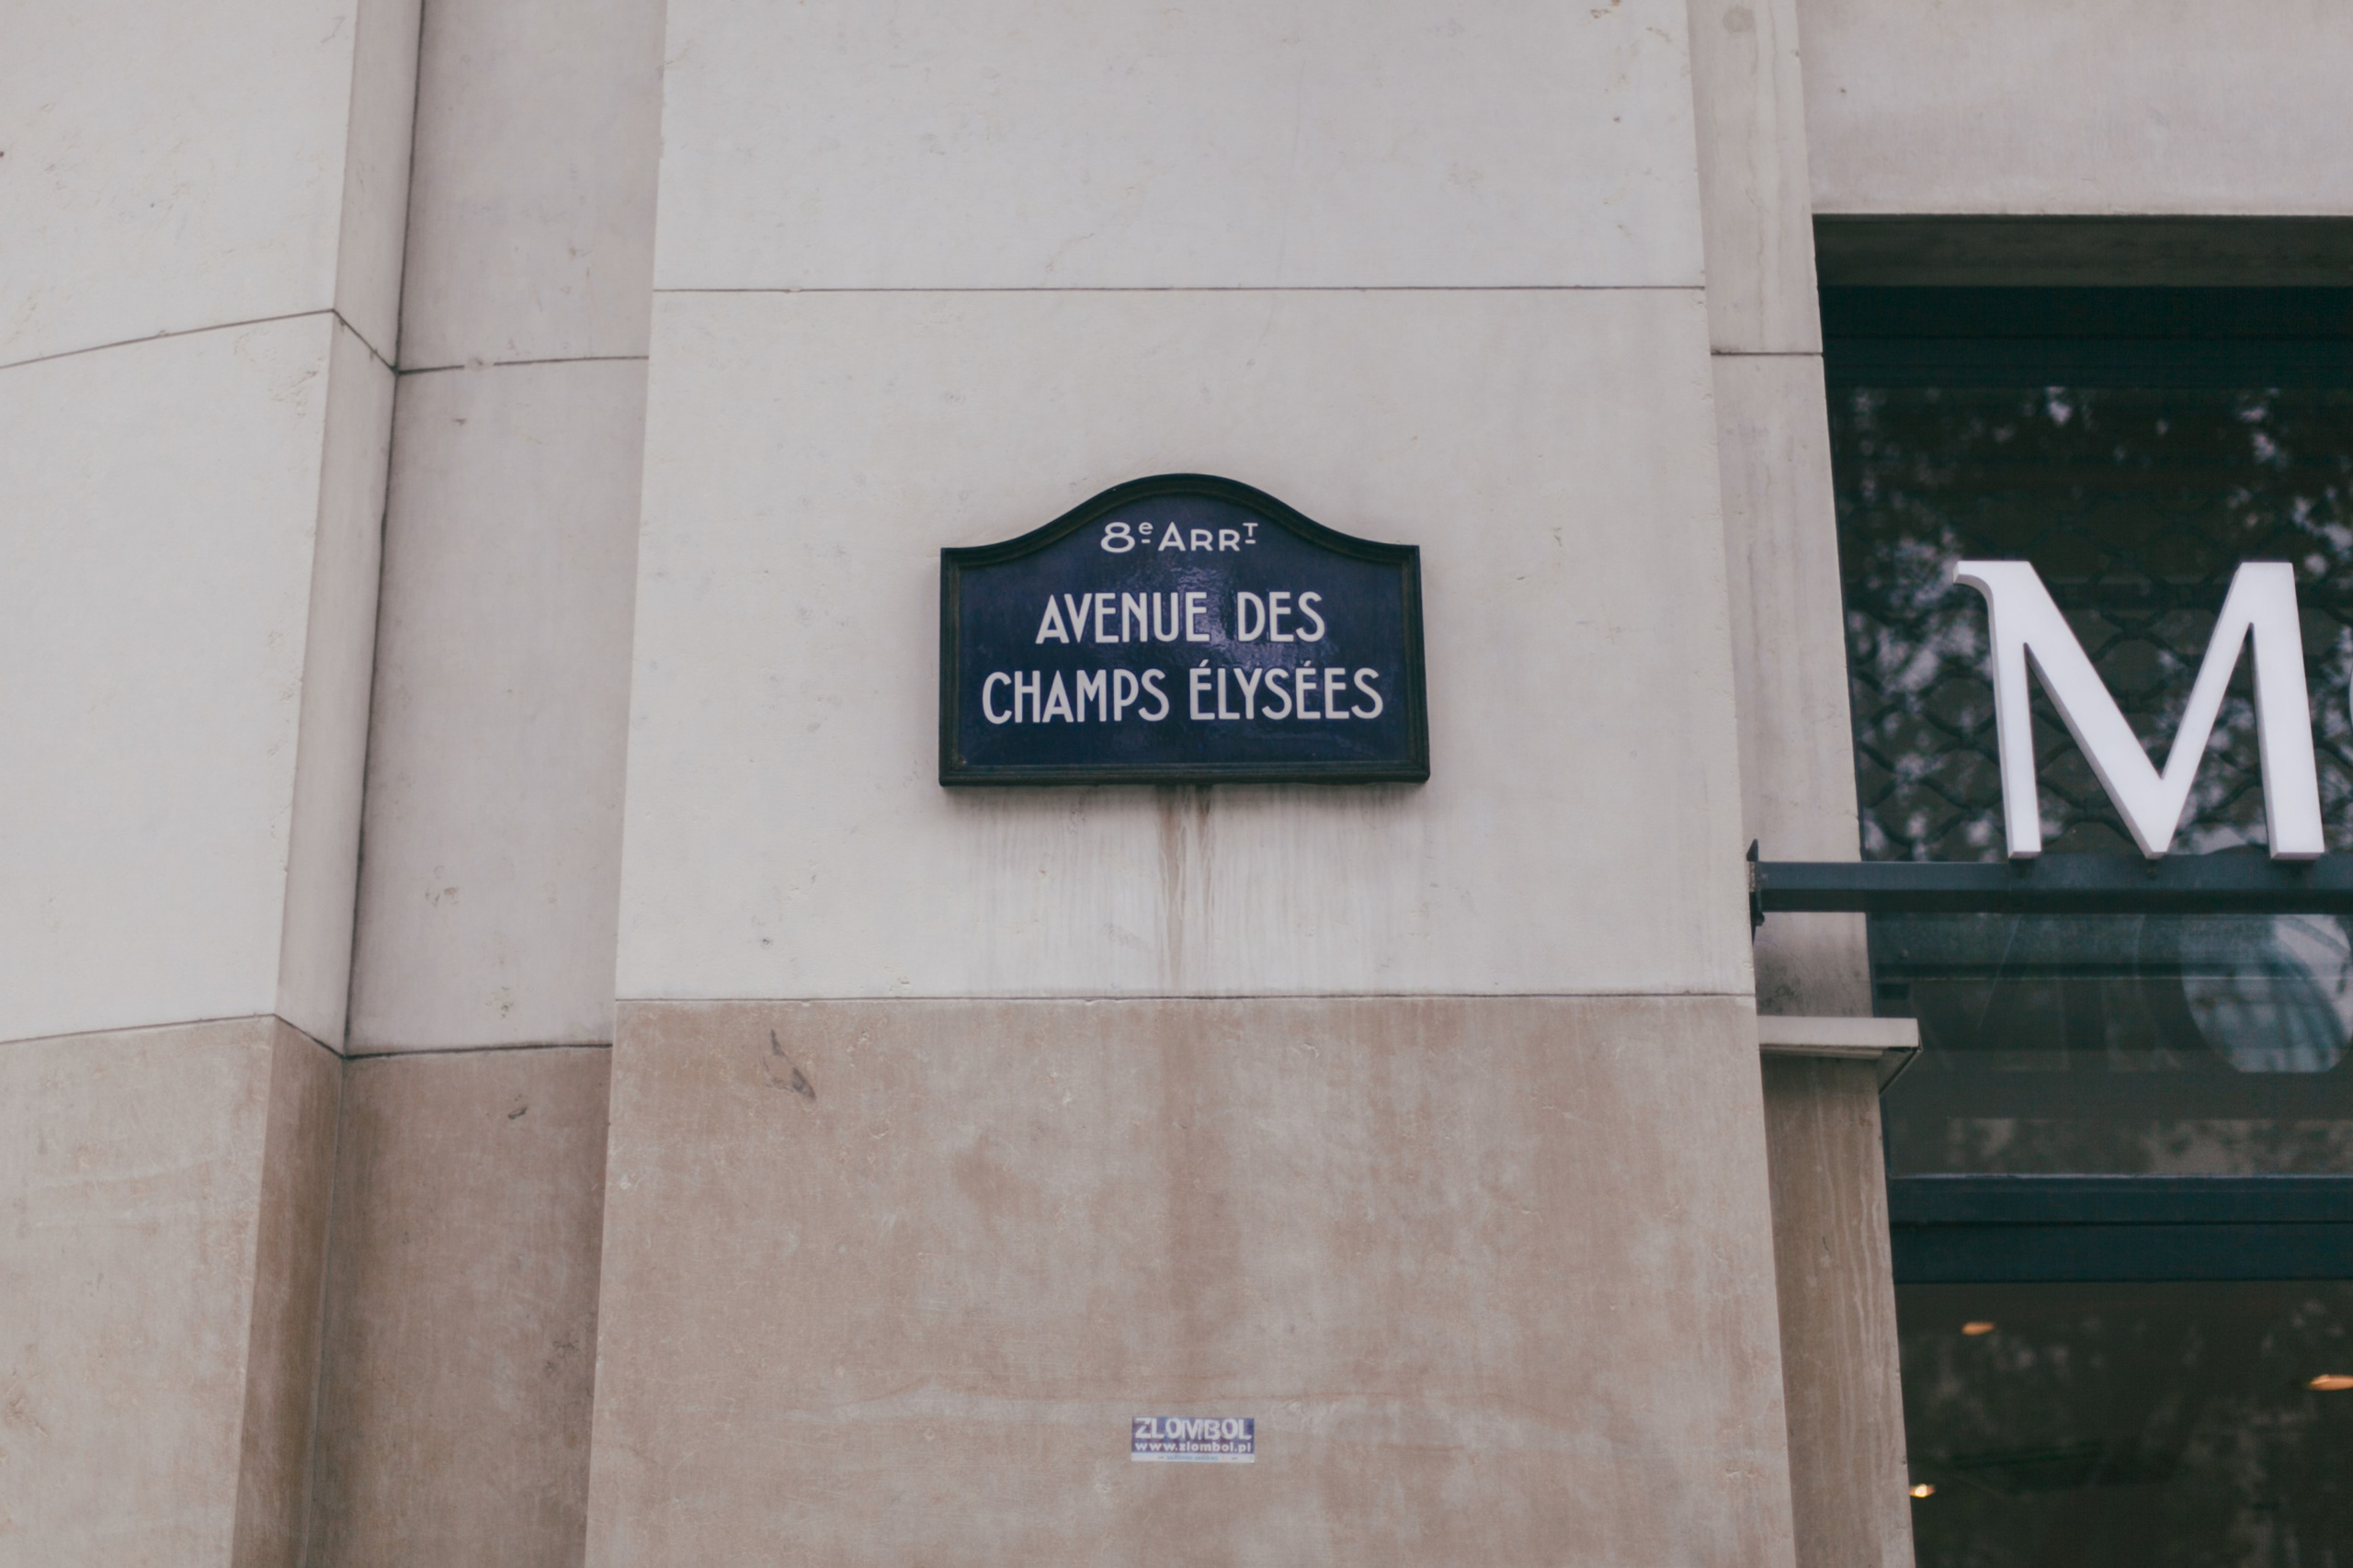 8e ARRT
AVENUE DES
CHAMPS ÉLYSÉES
M
ZLOMBOL
www.zlombol.pl